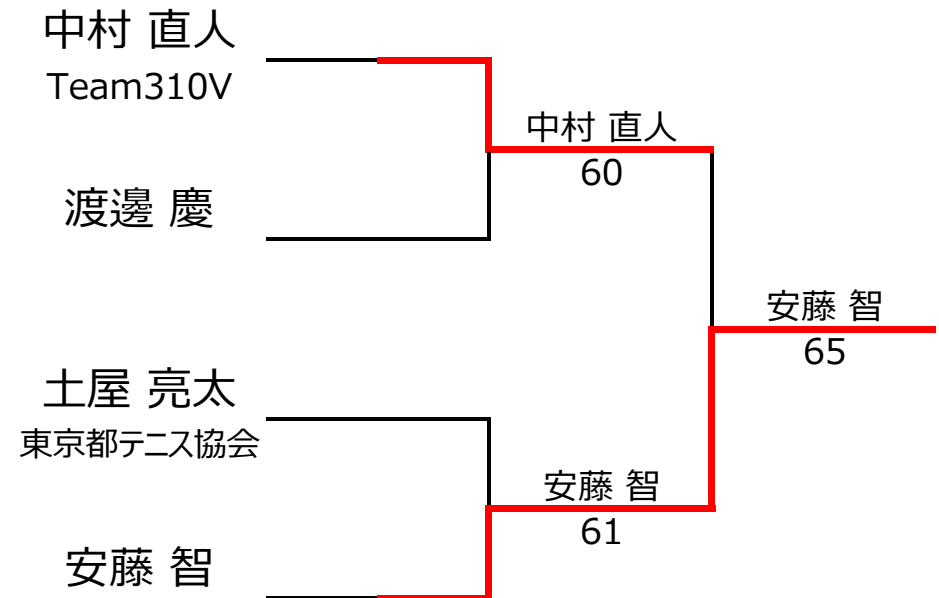 中村 直人
Team310V
中村 直人
60
渡邊 慶
安藤 智
65
土屋 亮太
東京都テニス協会
安藤 智
61
安藤 智